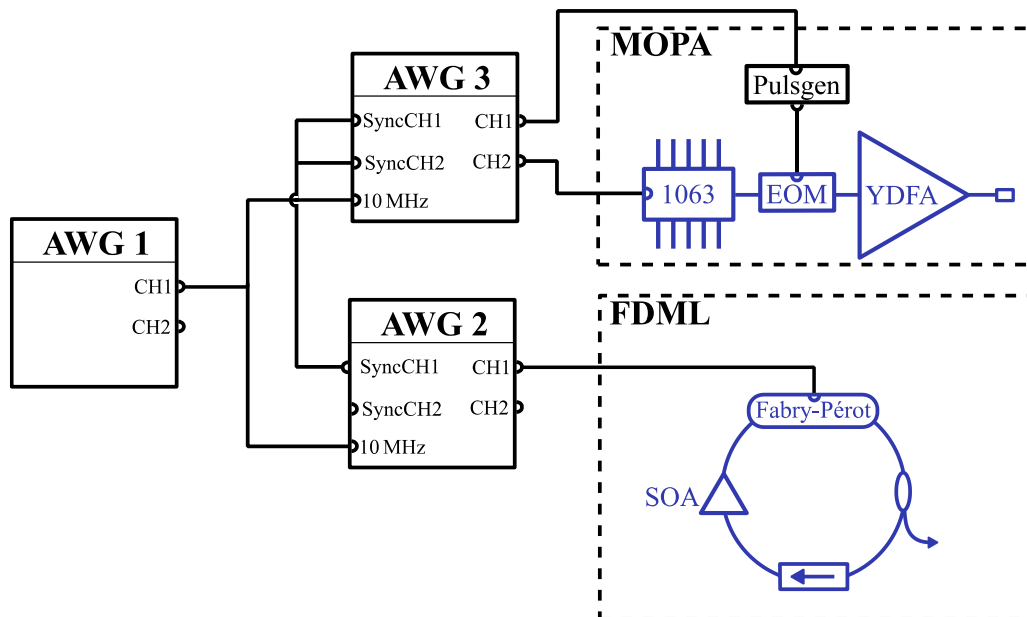 MOPA
AWG 3
Pulsgen
SyncCH1
CH1
SyncCH2
CH2
10 MHz
1063
EOM
YDFA
AWG 1
CH1
CH2
FDML
AWG 2
SyncCH1
CH1
SyncCH2
CH2
10 MHz
Fabry-Pérot
SOA